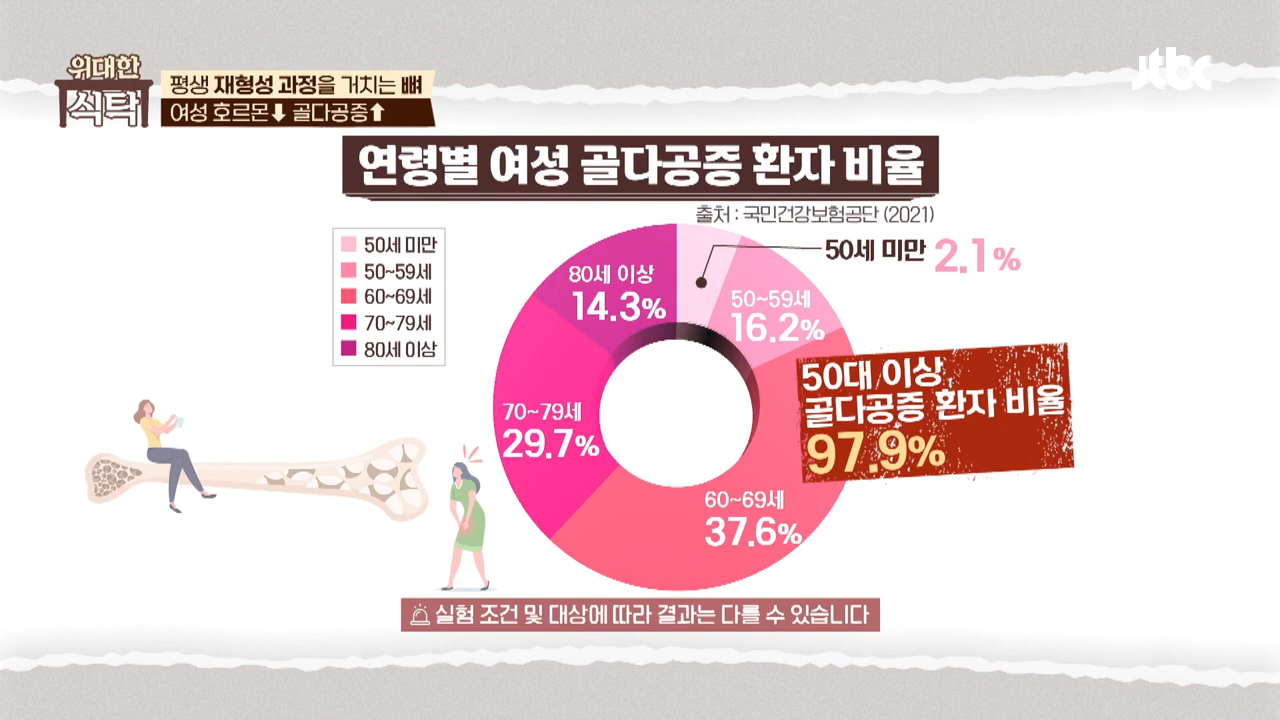 위대한
식탁
평생 재형성 과정을 거치는 뼈
여성 호르몬⬇ 골다공증⬆
jtbc
연령별 여성 골다공증 환자 비율
출처 : 국민건강보험공단 (2021)
50세 미만
50~59세
60~69세
70~79세
80세 이상
50세 미만 2.1%
50~59세
16.2%
60~69세
37.6%
70~79세
29.7%
80세 이상
14.3%
50대 이상
골다공증 환자 비율
97.9%
실험 조건 및 대상에 따라 결과는 다를 수 있습니다